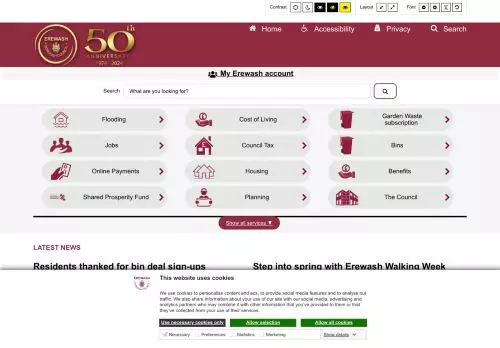 Contrast
Layout
Font
EREWASH
50th
ANNIVERSARY
1974 - 2024
Home
Accessibility
Privacy
Search
My Erewash account
Search
What are you looking for?
Flooding
Cost of Living
Garden Waste
subscription
Jobs
Council Tax
Bins
Online Payments
Housing
Benefits
Shared Prosperity Fund
Planning
The Council
Show all services ▼
LATEST NEWS
Residents thanked for bin deal sign-ups
Step into spring with Erewash Walking Week
EREWASH
This website uses cookies
We use cookies to personalise content and ads, to provide social media features and to analyse our
traffic. We also share information about your use of our site with our social media, advertising and
analytics partners who may combine it with other information that you've provided to them or that
they've collected from your use of their services.
Use necessary cookies only
Allow selection
Allow all cookies
Necessary
Preferences
Statistics
Marketing
Show details